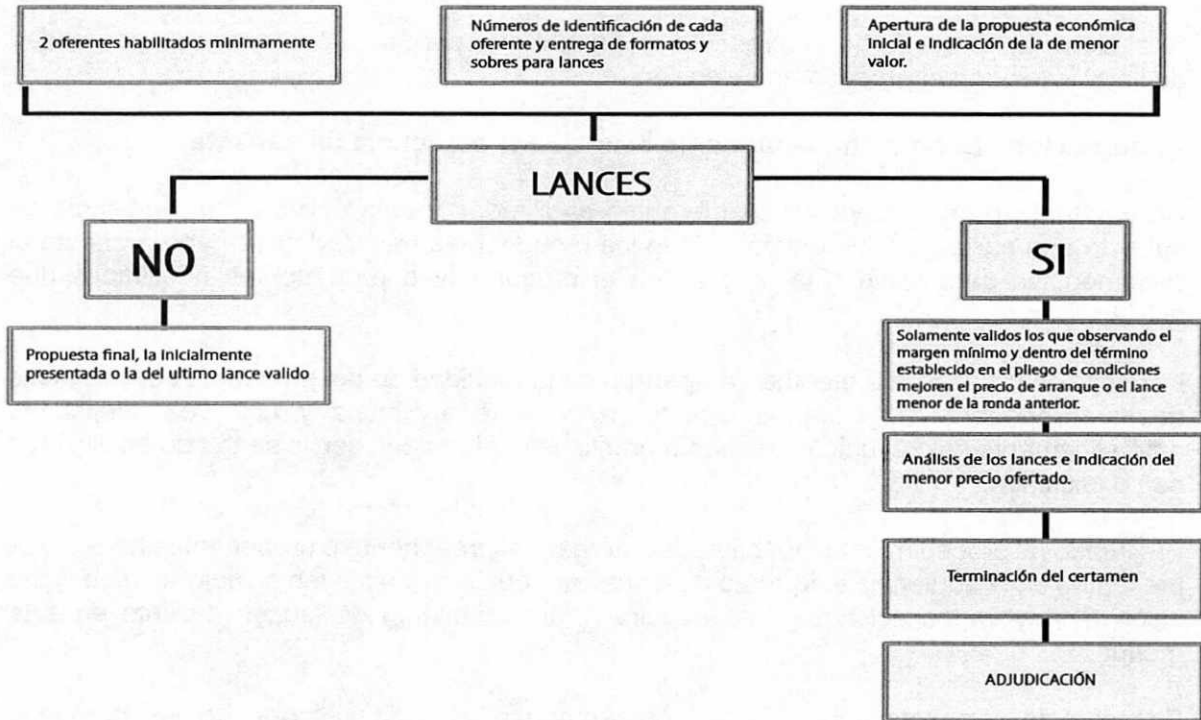 2 oferentes habilitados minimamente
Números de identificación de cada
oferente y entrega de formatos y
sobres para lances
Apertura de la propuesta económica
inicial e indicación de la de menor
valor.
LANCES
NO
SI
Propuesta final, la inicialmente
presentada o la del ultimo lance valido
Solamente validos los que observando el
margen mínimo y dentro del término
establecido en el pliego de condiciones
mejoren el precio de arranque o el lance
menor de la ronda anterior.
Análisis de los lances e indicación del
menor precio ofertado.
Terminación del certamen
ADJUDICACIÓN